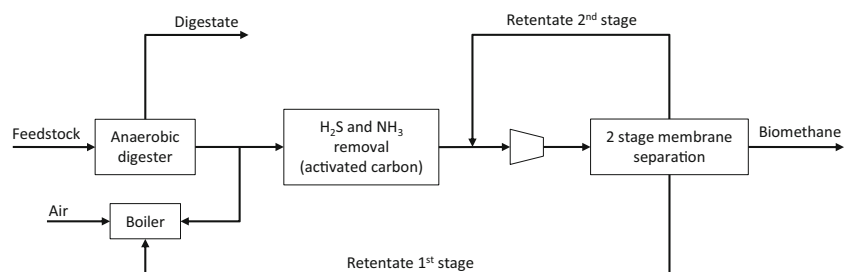 Digestate
Retentate 2nd stage
Feedstock
Anaerobic
digester
H₂S and NH₃
removal
(activated carbon)
2 stage membrane
separation
Biomethane
Air
Boiler
Retentate 1st stage